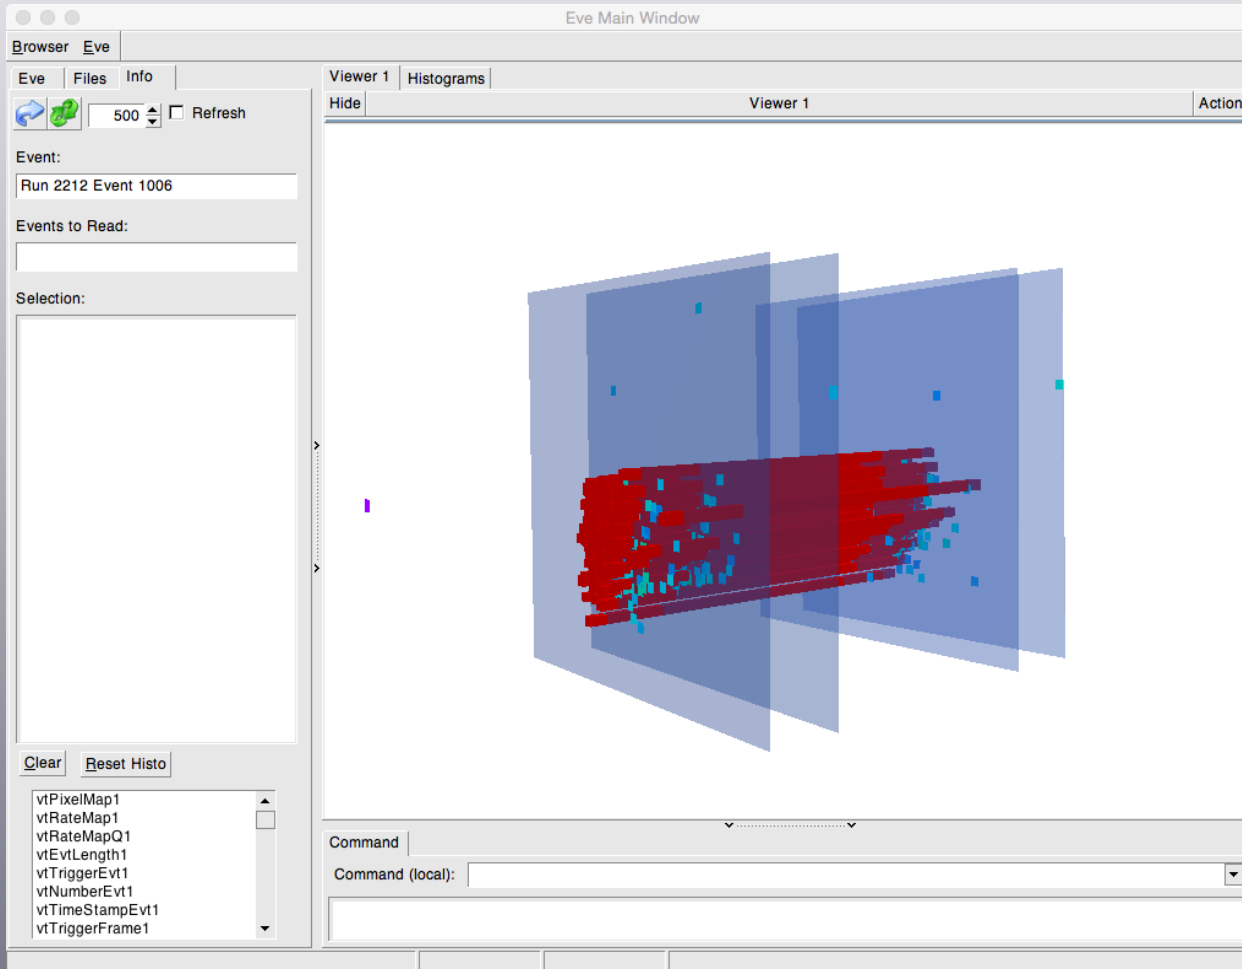 Eve Main Window
Browser Eve
Eve Files Info
500 Refresh
Event:
Run 2212 Event 1006
Events to Read:
Selection:
Clear Reset Histo
vtPixelMap1
vtRateMap1
vtRateMapQ1
vtEvtLength1
vtTriggerEvt1
vtNumberEvt1
vtTimeStampEvt1
vtTriggerFrame1
Viewer 1 Histograms
Hide Viewer 1 Action
Command
Command (local):